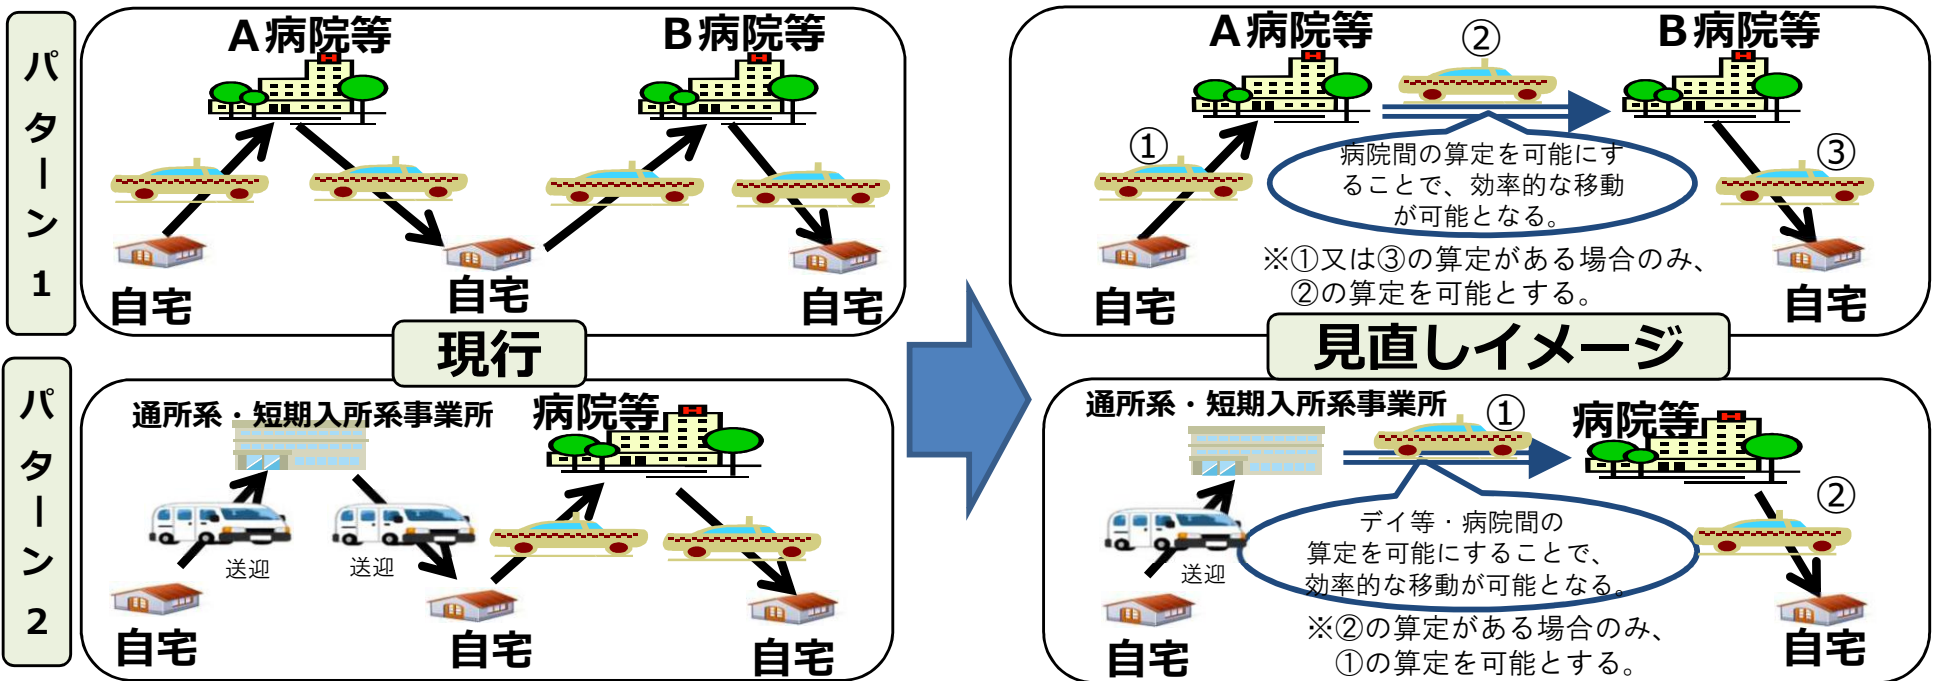 パターン1
A病院等
B病院等
自宅
自宅
自宅
現行
パターン2
通所系・短期入所系事業所
病院等
送迎
送迎
自宅
自宅
自宅
A病院等
②
B病院等
①
③
病院間の算定を可能にす
ることで、効率的な移動
が可能となる。
※①又は③の算定がある場合のみ、
②の算定を可能とする。
自宅
自宅
見直しイメージ
通所系・短期入所系事業所
①
病院等
②
送迎
デイ等・病院間の
算定を可能にすることで、
効率的な移動が可能となる。
※②の算定がある場合のみ、
①の算定を可能とする。
自宅
自宅